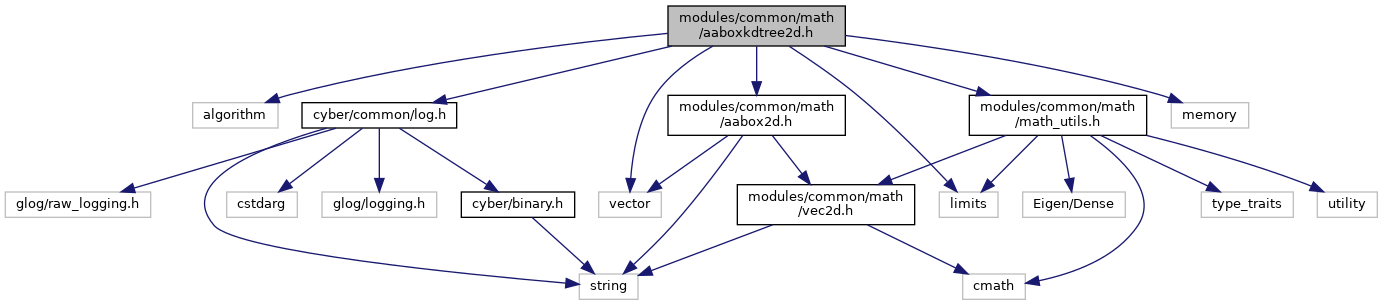 modules/common/math
/aaboxkdtree2d.h
algorithm
cyber/common/log.h
modules/common/math
/aabox2d.h
modules/common/math
/math_utils.h
memory
glog/raw_logging.h
cstdarg
glog/logging.h
cyber/binary.h
vector
modules/common/math
/vec2d.h
limits
Eigen/Dense
type_traits
utility
string
cmath